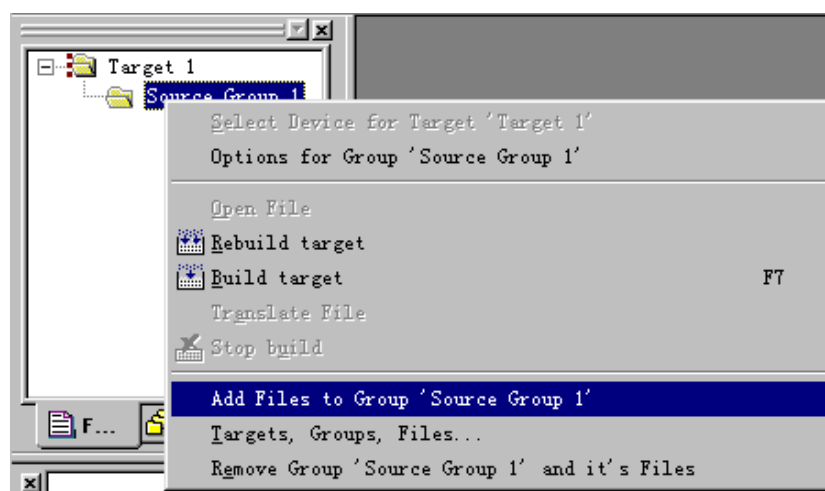 Target 1
Source Group 1
Select Device for Target 'Target 1'
Options for Group 'Source Group 1'
Open File
Rebuild target
Build target F7
Translate File
Stop build
Add Files to Group 'Source Group 1'
F...
Targets, Groups, Files...
Remove Group 'Source Group 1' and it's Files